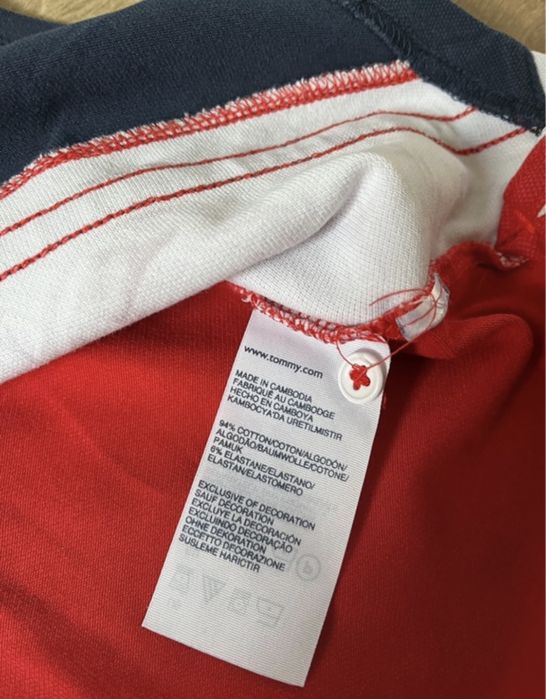 www.tommy.com
MADE IN CAMBODIA
FABRIQUÉ AU CAMBODGE
HECHO EN CAMBOYA
KAMBOÇYA'DA URETILMISTIR
94% COTTON/COTON/ALGODÓN/
ALGODÃO/BAUMWOLLE/COTONE/
PAMUK
6% ELASTANE/ELASTANO/
ELASTAN/ELASTOMERO
EXCLUSIVE OF DECORATION
SAUF DÉCORATION
EXCLUYE LA DECORACIÓN
EXCLUINDO DECORAÇÃO
OHNE DEKORATION
ECCETTO DECORAZIONE
SUSLEME HARICTIR